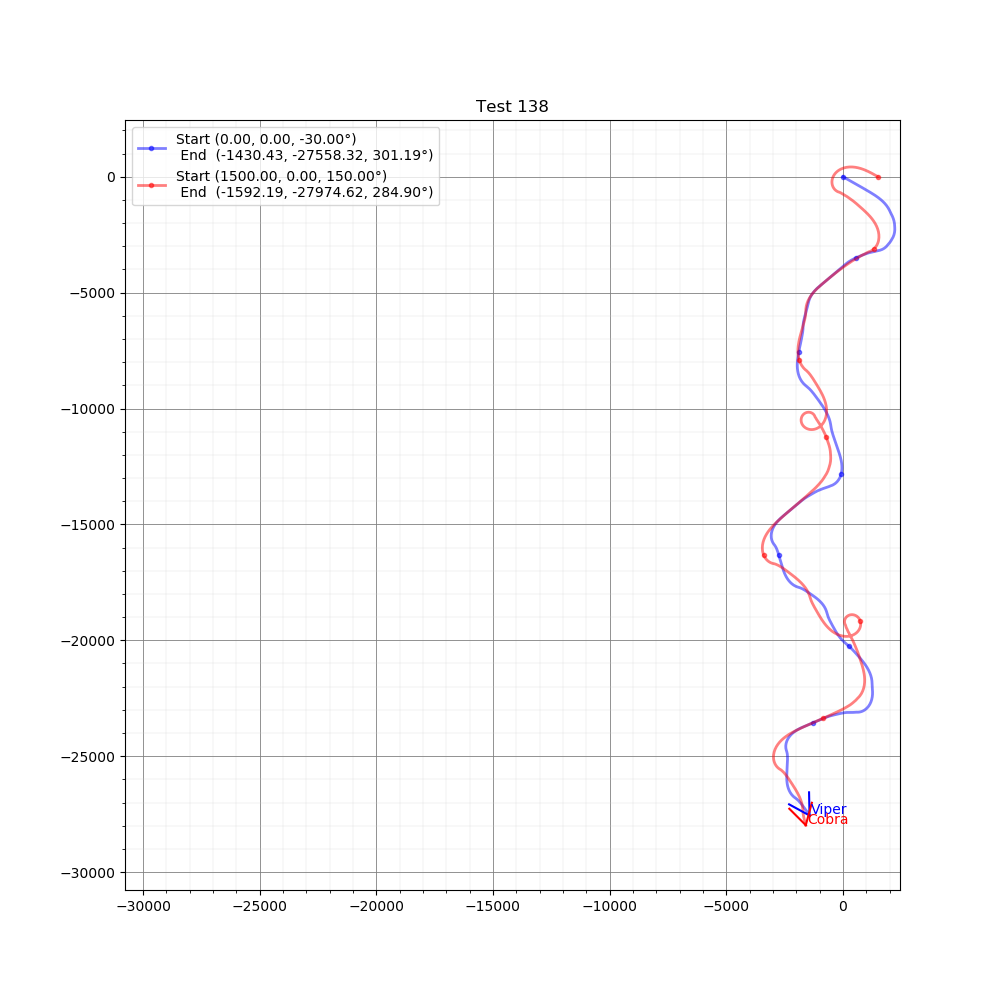 Test 138
Start (0.00, 0.00, -30.00°)
End (-1430.43, -27558.32, 301.19°)
Start (1500.00, 0.00, 150.00°)
End (-1592.19, -27974.62, 284.90°)
0
−5000
−10000
−15000
−20000
−25000
−30000
Viper
Cobra
−30000 −25000 −20000 −15000 −10000 −5000 0